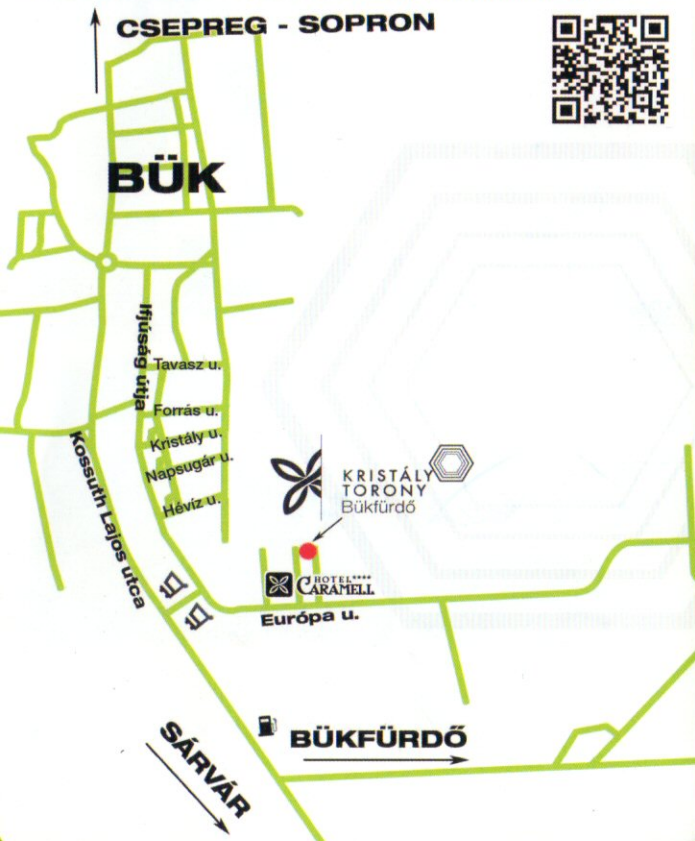 CSEPREG - SOPRON
BÜK
Ifjúság útja
Tavasz u.
Forrás u.
Kristály u.
Napsugár u.
Hévíz u.
Kossuth Lajos utca
KRISTÁLY
TORONY
Bükfürdő
HOTEL****
CARAMELL
Európa u.
BÜKFÜRDŐ
SÁRVÁR